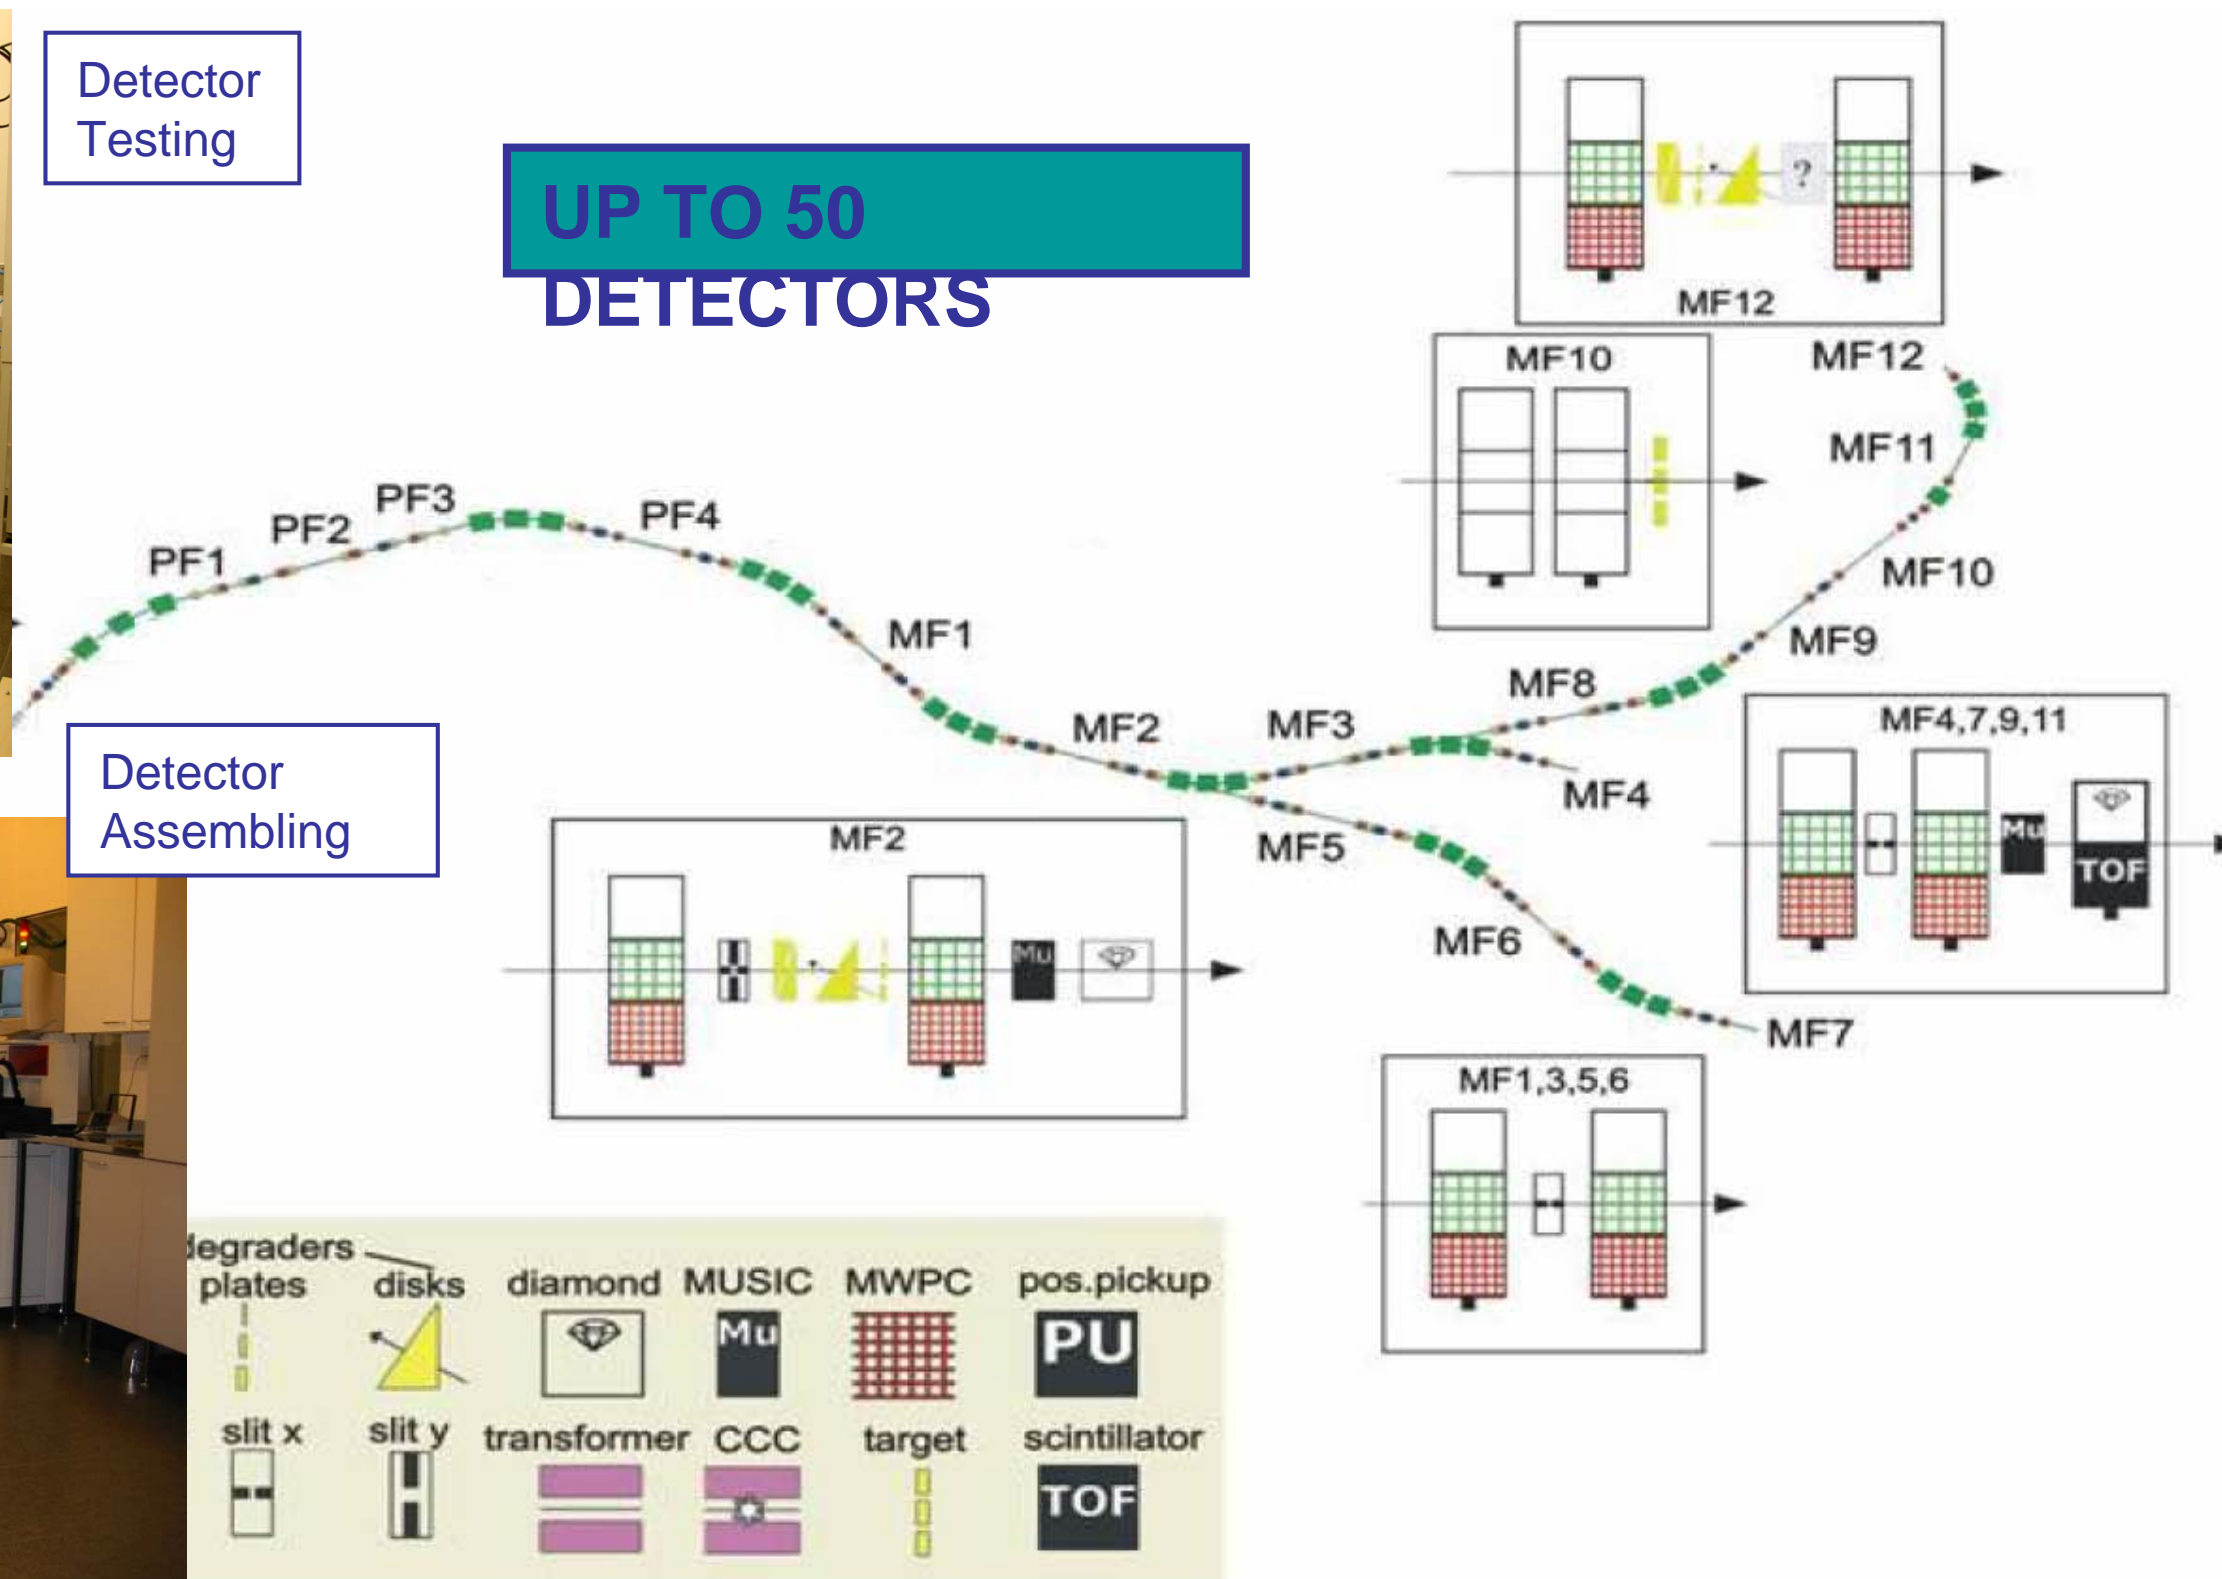 Detector
Testing
UP TO 50
DETECTORS
?
MF12
MF10
MF12
MF11
PF3
PF4
PF2
PF1
MF10
MF1
MF9
MF8
MF4,7,9,11
MF2
MF3
Detector
Assembling
MF4
Mu
TOF
MF2
MF5
MF6
Mu
MF7
MF1,3,5,6
degraders
plates
disks
diamond
MUSIC
MWPC
pos.pickup
Mu
PU
slit x
slit y
transformer
CCC
target
scintillator
TOF